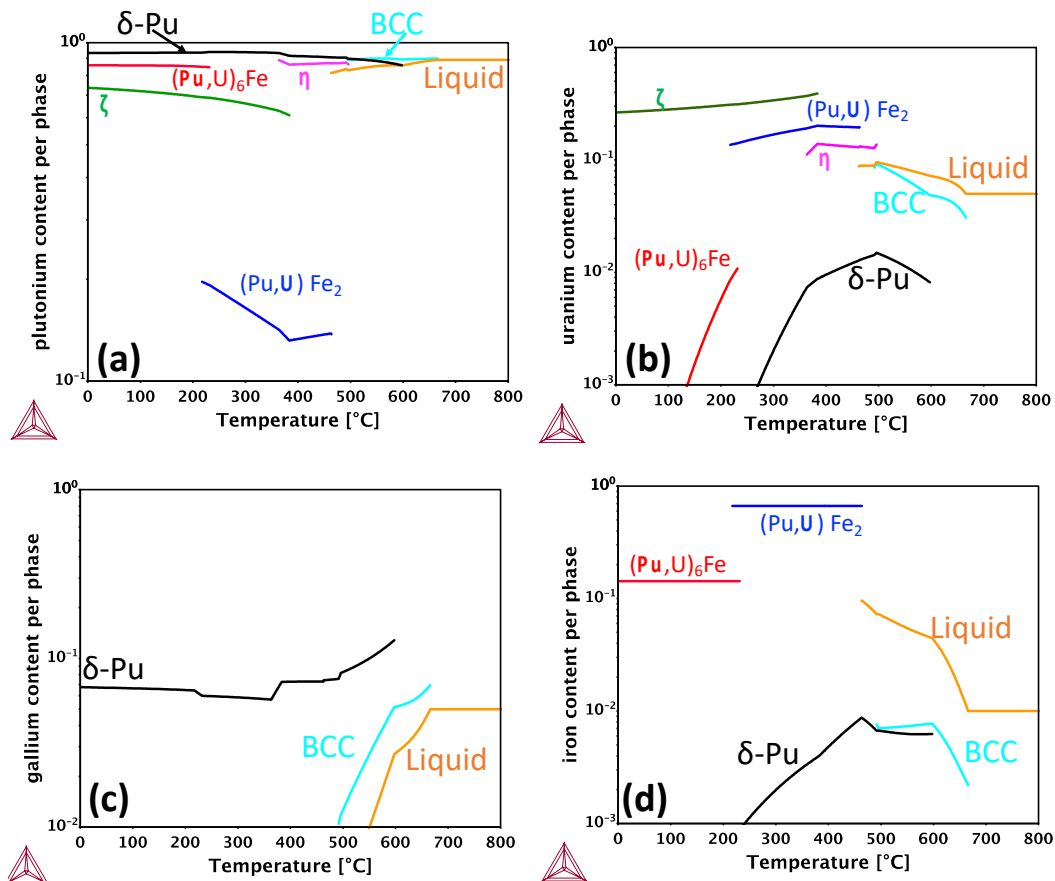 δ-Pu
BCC
10⁰
(Pu,U)₆Fe
η
Liquid
ζ
(Pu,U) Fe₂
10⁻¹
(a)
0 100 200 300 400 500 600 700 800
Temperature [°C]
plutonium content per phase
10⁰
ζ
(Pu,U) Fe₂
10⁻¹
η
Liquid
BCC
(Pu,U)₆Fe
10⁻²
δ-Pu
(b)
10⁻³
0 100 200 300 400 500 600 700 800
Temperature [°C]
uranium content per phase
10⁰
10⁻¹
δ-Pu
BCC
Liquid
(c)
10⁻²
0 100 200 300 400 500 600 700 800
Temperature [°C]
gallium content per phase
10⁰
(Pu,U) Fe₂
(Pu,U)₆Fe
10⁻¹
Liquid
10⁻²
δ-Pu
BCC
(d)
10⁻³
0 100 200 300 400 500 600 700 800
Temperature [°C]
iron content per phase